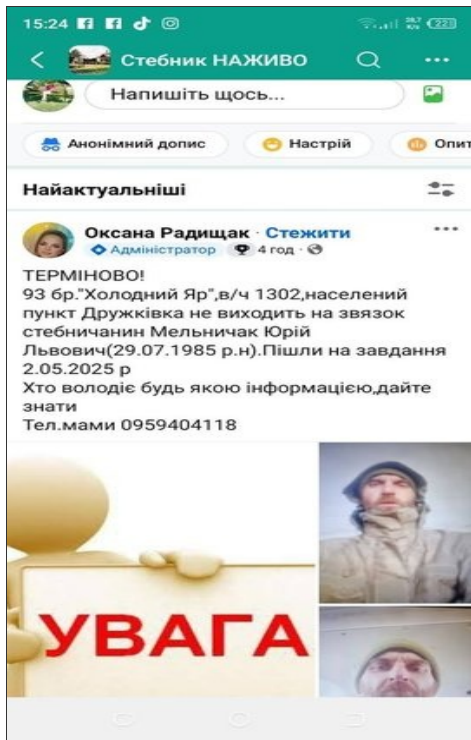 15:24
Стебник НАЖИВО
Напишіть щось...
Анонімний допис
Настрій
Опит
Найактуальніші
Оксана Радищак · Стежити
Адміністратор 4 год ·
ТЕРМІНОВО!
93 бр."Холодний Яр",в/ч 1302,населений
пункт Дружківка не виходить на звязок
стебничанин Мельничак Юрій
Львович(29.07.1985 р.н).Пішли на завдання
2.05.2025 р
Хто володіє будь якою інформацією,дайте
знати
Тел.мами 0959404118
УВАГА